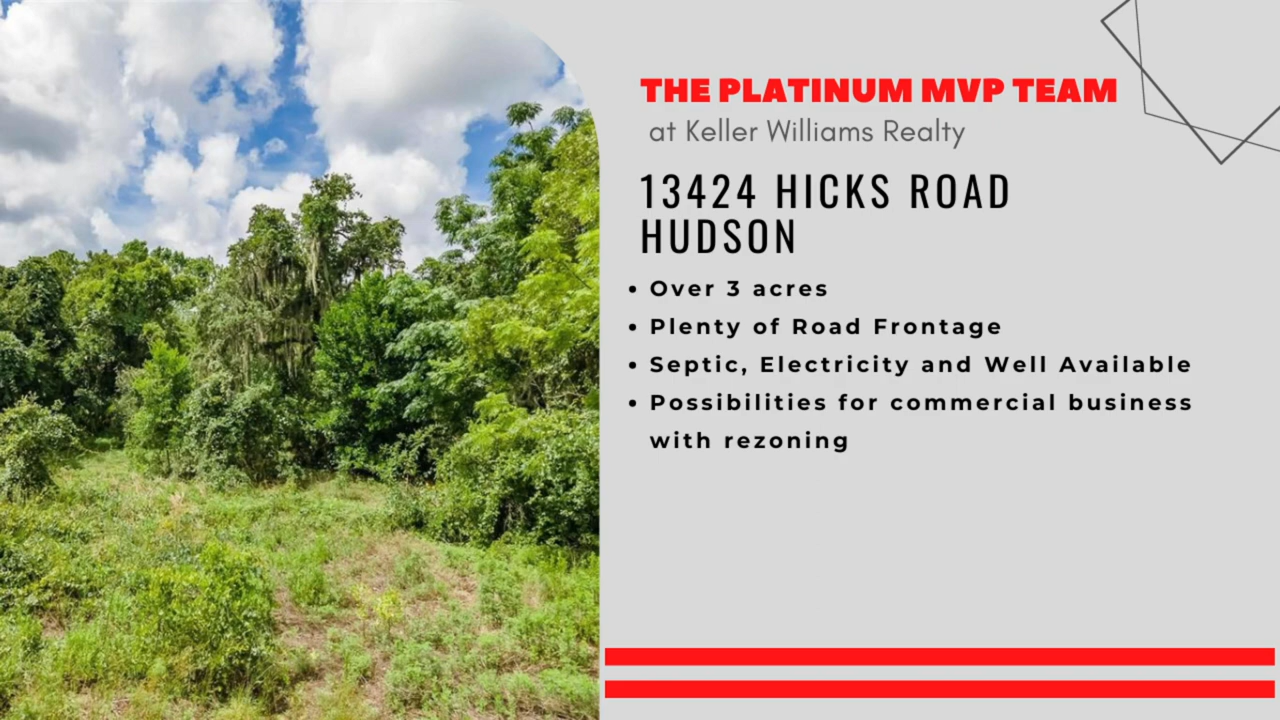 THE PLATINUM MVP TEAM
at Keller Williams Realty
13424 HICKS ROAD
HUDSON
• Over 3 acres
• Plenty of Road Frontage
• Septic, Electricity and Well Available
• Possibilities for commercial business
with rezoning